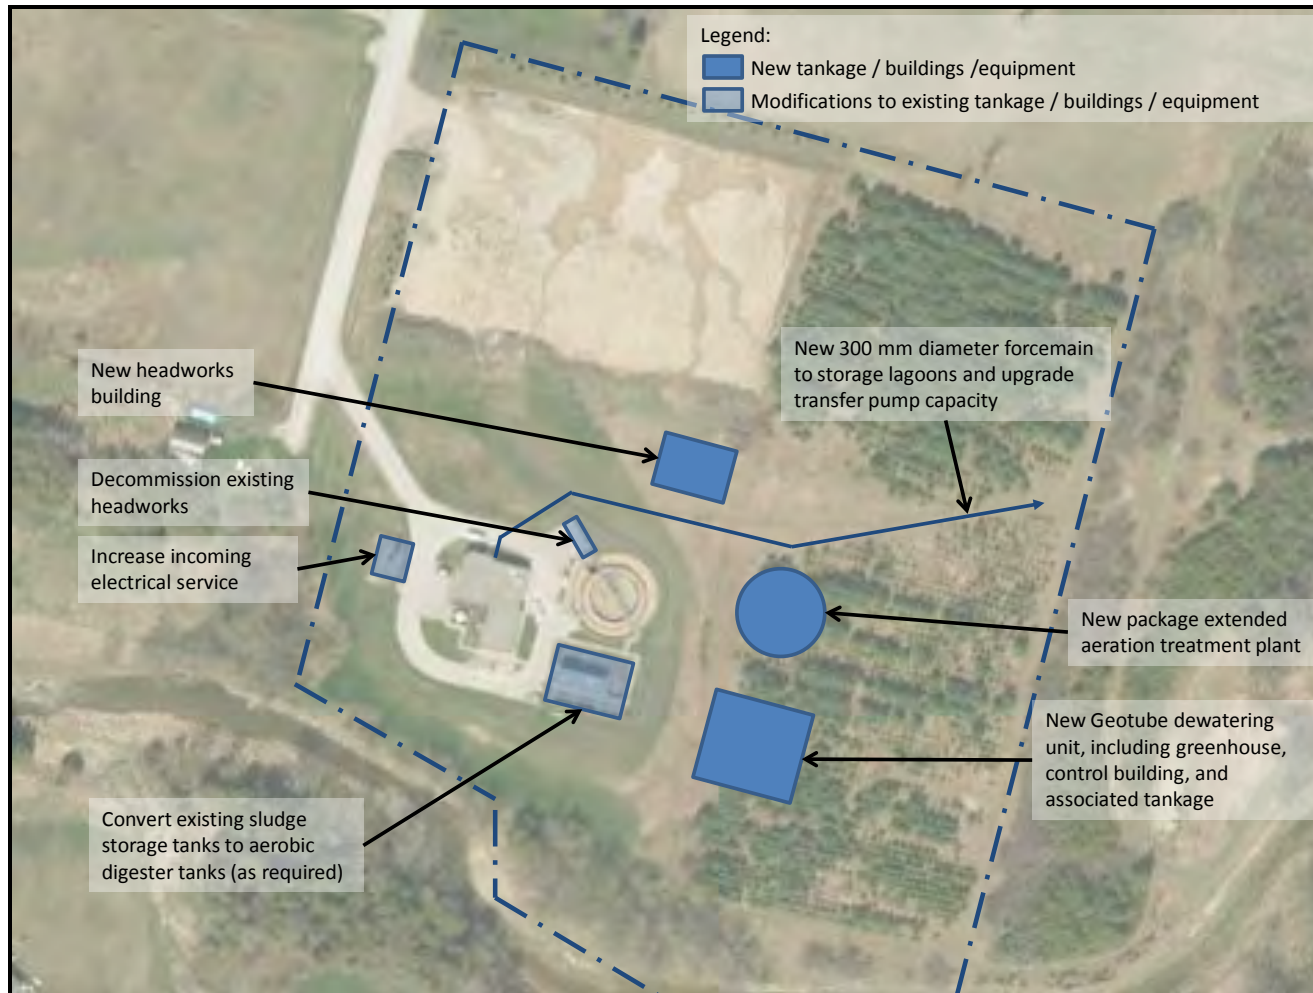 Legend:
New tankage / buildings /equipment
Modifications to existing tankage / buildings / equipment
New headworks
building
New 300 mm diameter forcemain
to storage lagoons and upgrade
transfer pump capacity
Decommission existing
headworks
Increase incoming
electrical service
New package extended
aeration treatment plant
New Geotube dewatering
unit, including greenhouse,
control building, and
associated tankage
Convert existing sludge
storage tanks to aerobic
digester tanks (as required)